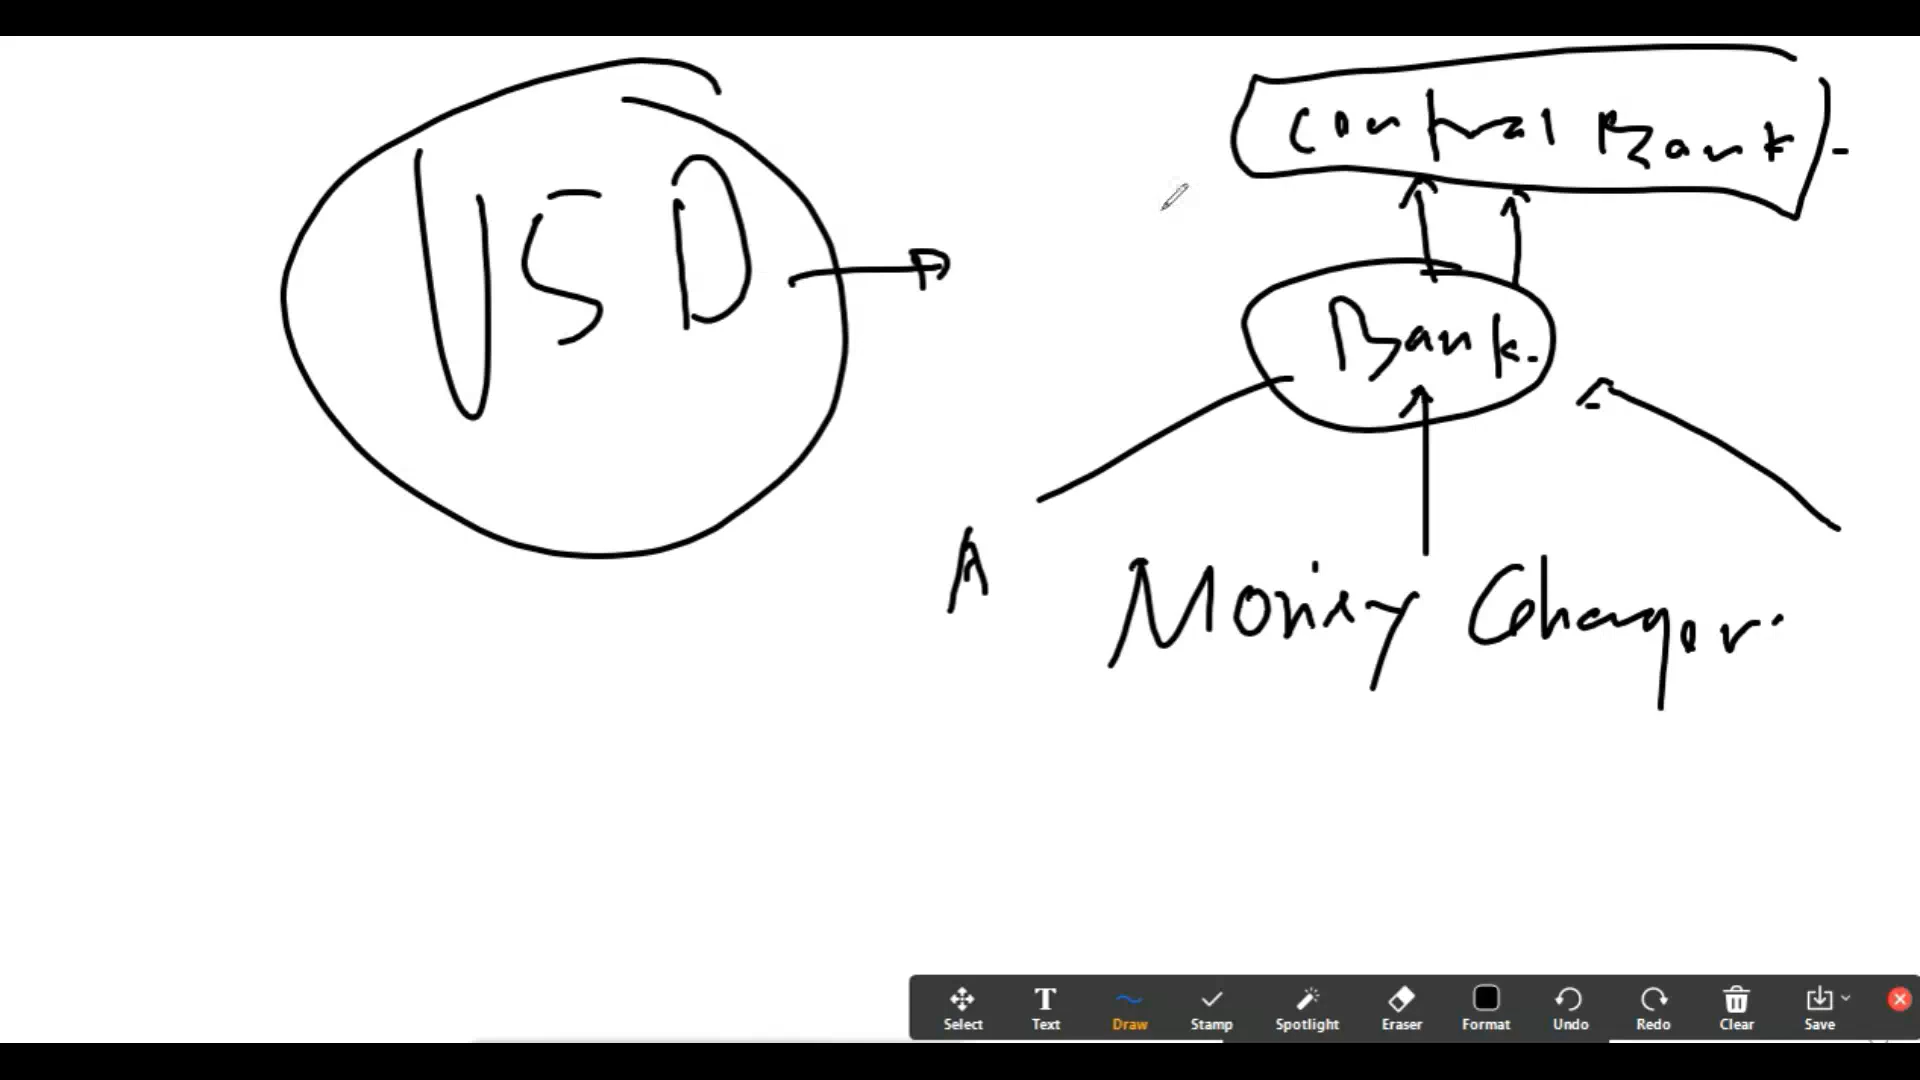 USD
Central Bank.
Bank.
A
Money Changer.
Select Text Draw Stamp Spotlight Eraser Format Undo Redo Clear Save